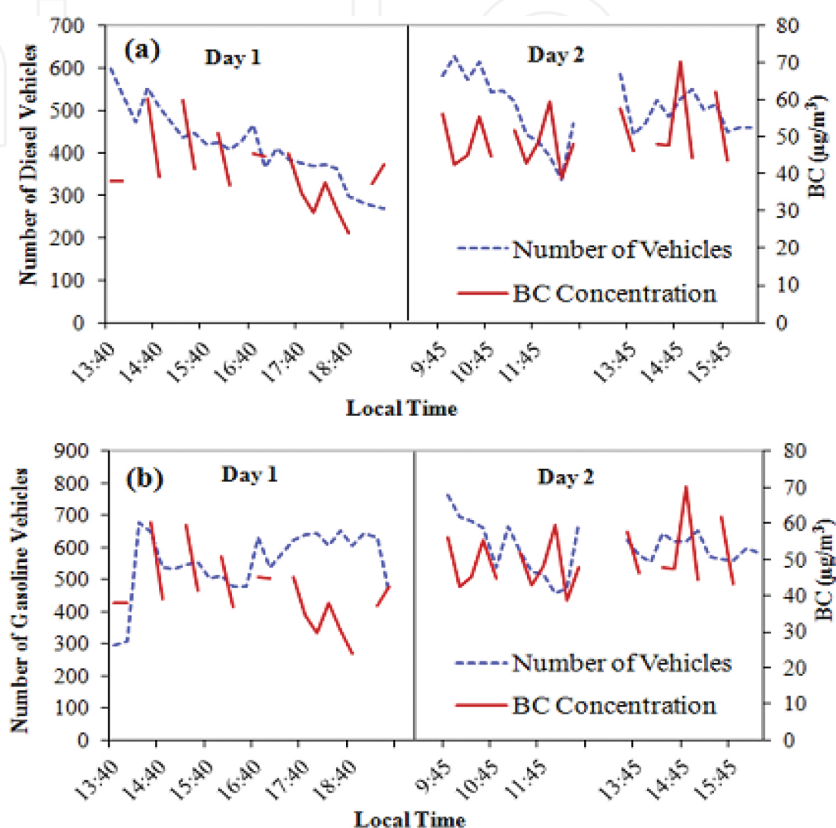 (a) Day 1 Day 2
Number of Diesel Vehicles
700
600
500
400
300
200
100
0
80
70
60
50
40
30
20
10
0
BC (µg/m³)
Number of Vehicles
BC Concentration
13:40 14:40 15:40 16:40 17:40 18:40 9:45 10:45 11:45 13:45 14:45 15:45
Local Time
(b) Day 1 Day 2
Number of Gasoline Vehicles
900
800
700
600
500
400
300
200
100
0
80
70
60
50
40
30
20
10
0
BC (µg/m³)
Number of Vehicles
BC Concentration
13:40 14:40 15:40 16:40 17:40 18:40 9:45 10:45 11:45 13:45 14:45 15:45
Local Time